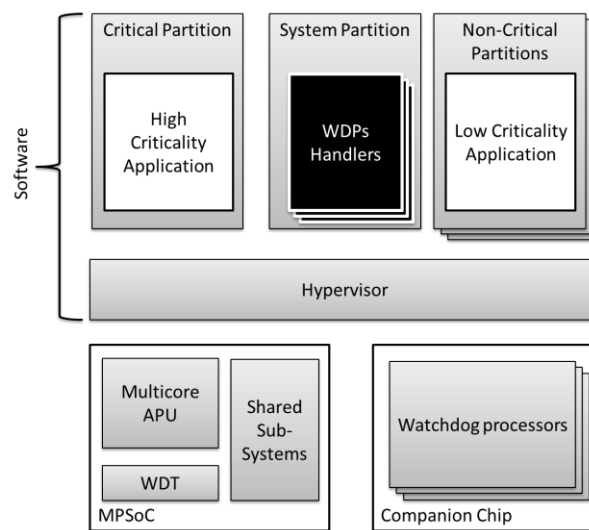 Critical Partition
System Partition
Non-Critical
Partitions
High
Criticality
Application
WDPs
Handlers
Low Criticality
Application
Software
Hypervisor
Multicore
APU
Shared
Sub-
Systems
WDT
MPSoC
Watchdog processors
Companion Chip